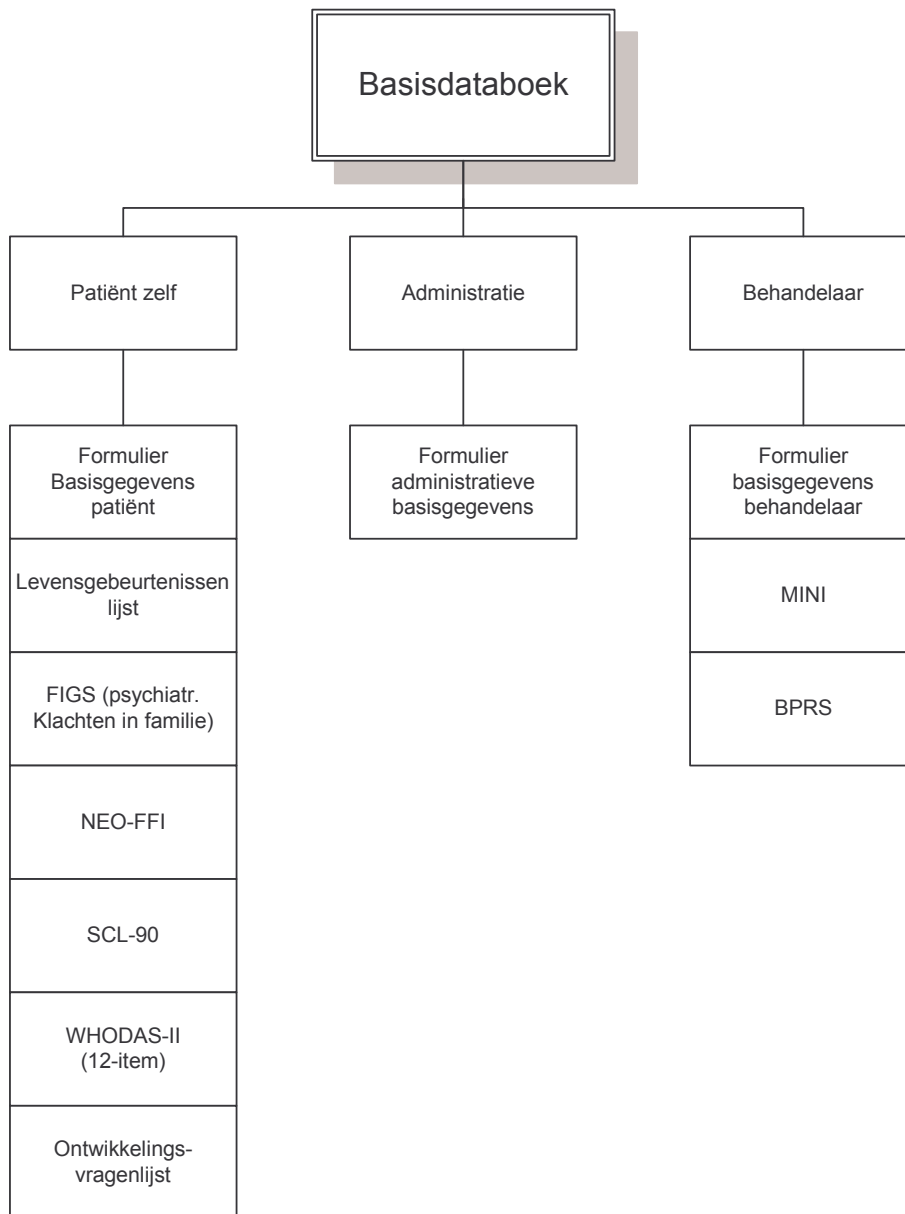 Basisdataboek
Patiënt zelf
Administratie
Behandelaar
Formulier
Basisgegevens
patiënt
Formulier
administratieve
basisgegevens
Formulier
basisgegevens
behandelaar
Levensgebeurtenissen
lijst
MINI
FIGS (psychiatr.
Klachten in familie)
BPRS
NEO-FFI
SCL-90
WHODAS-II
(12-item)
Ontwikkelings-
vragenlijst